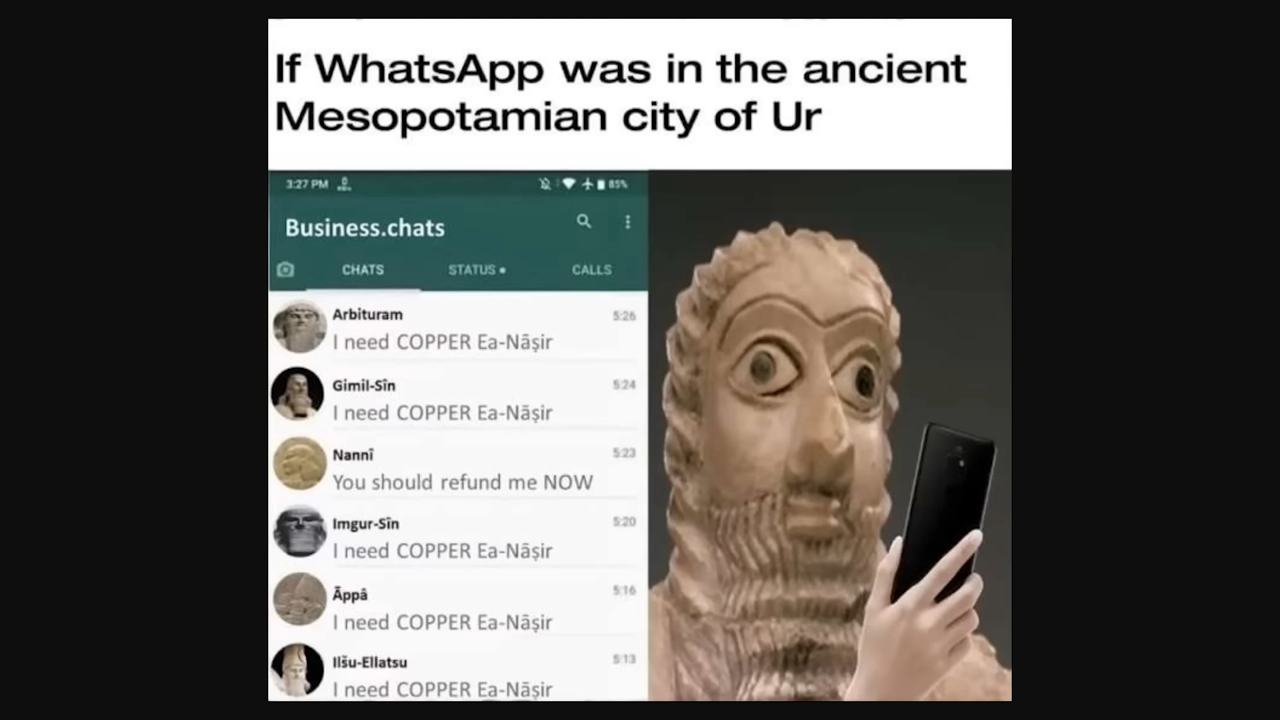 If WhatsApp was in the ancient
Mesopotamian city of Ur
3:27 PM 85%
Business.chats
CHATS STATUS CALLS
Arbituram 5:26
I need COPPER Ea-Nāṣir
Gimil-Sîn 5:24
I need COPPER Ea-Nāṣir
Nannî 5:23
You should refund me NOW
Imgur-Sîn 5:20
I need COPPER Ea-Nāṣir
Āppâ 5:16
I need COPPER Ea-Nāṣir
Ilšu-Ellatsu 5:13
I need COPPER Ea-Nāṣir